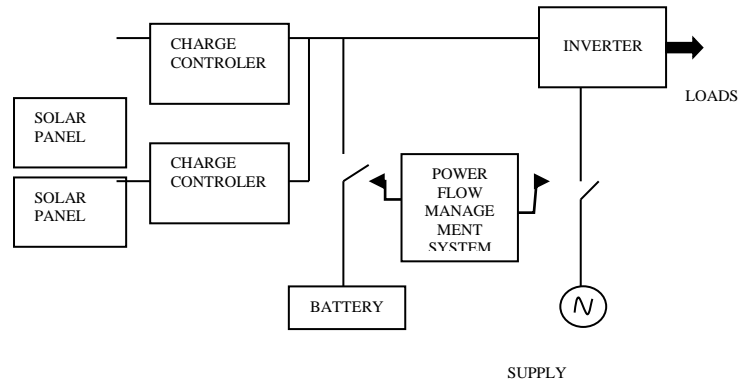 CHARGE
CONTROLER
INVERTER
LOADS
SOLAR
PANEL
CHARGE
CONTROLER
SOLAR
PANEL
POWER
FLOW
MANAGE
MENT
SYSTEM
BATTERY
SUPPLY